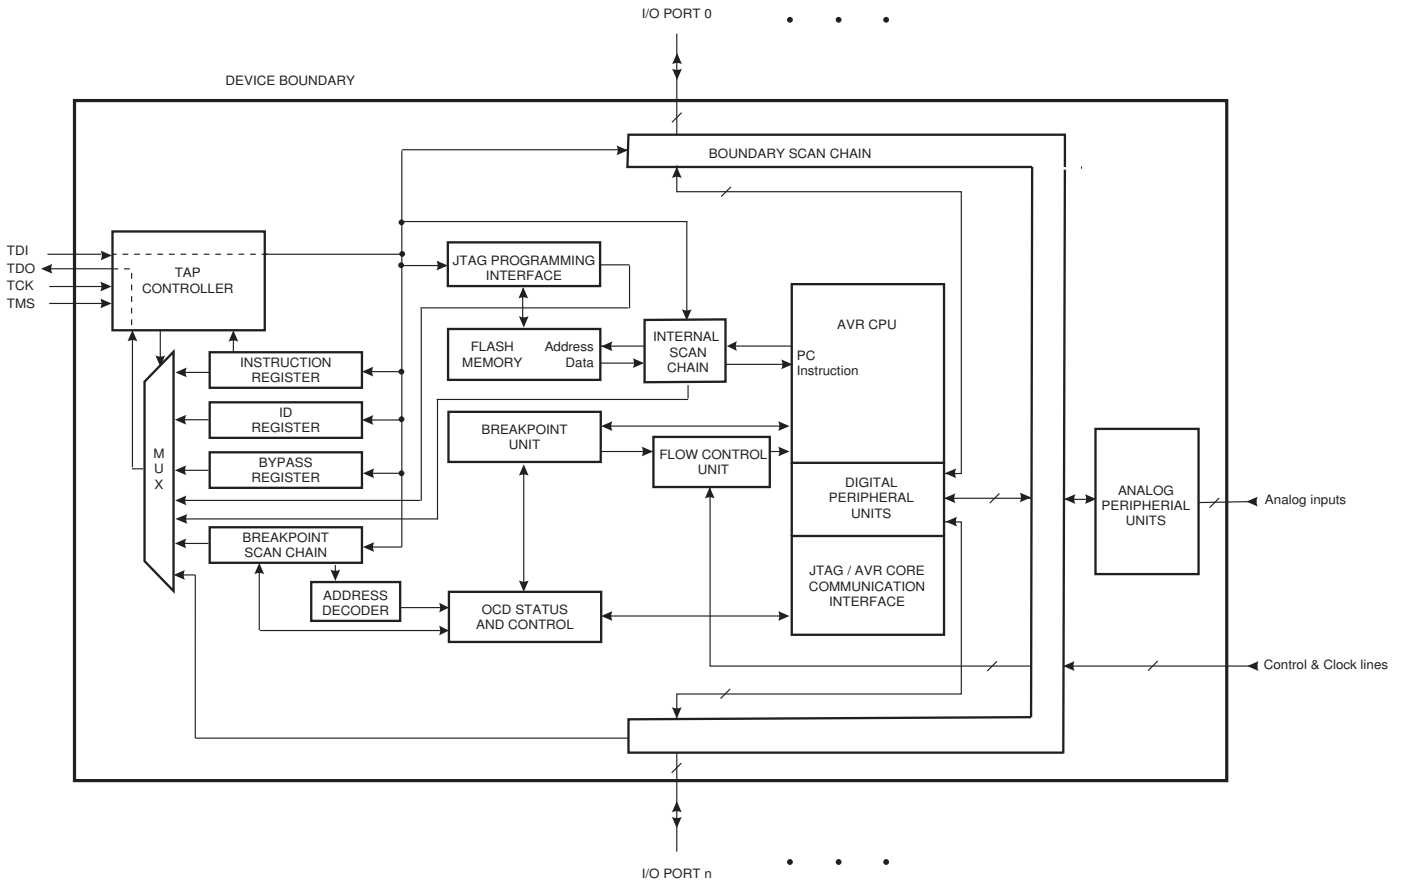 I/O PORT 0
DEVICE BOUNDARY
BOUNDARY SCAN CHAIN
TDI
TDO
TCK
TMS
TAP
CONTROLLER
JTAG PROGRAMMING
INTERFACE
FLASH
MEMORY
Address
Data
INTERNAL
SCAN
CHAIN
AVR CPU
PC
Instruction
INSTRUCTION
REGISTER
ID
REGISTER
BYPASS
REGISTER
M
U
X
BREAKPOINT
UNIT
FLOW CONTROL
UNIT
DIGITAL
PERIPHERAL
UNITS
ANALOG
PERIPHERIAL
UNITS
Analog inputs
BREAKPOINT
SCAN CHAIN
ADDRESS
DECODER
OCD STATUS
AND CONTROL
JTAG / AVR CORE
COMMUNICATION
INTERFACE
Control & Clock lines
I/O PORT n